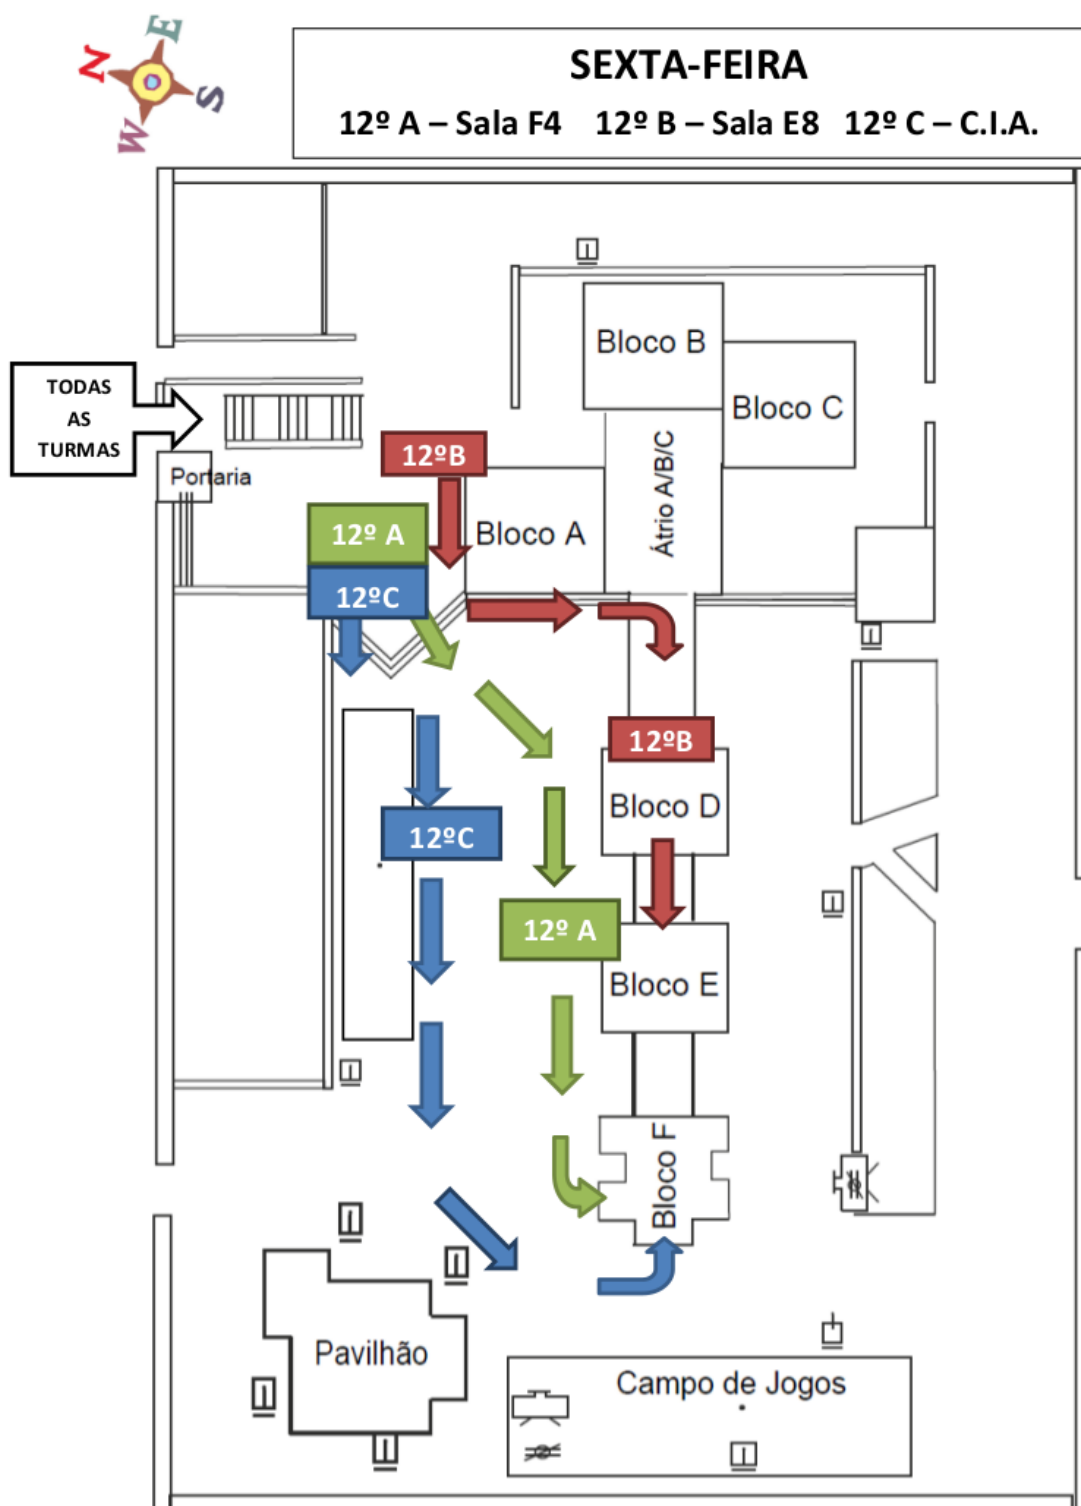 E
N
S
W
SEXTA-FEIRA
12º A – Sala F4 12º B – Sala E8 12º C – C.I.A.
TODAS
AS
TURMAS
Portaria
Bloco B
Bloco C
Átrio A/B/C
12ºB
12º A
Bloco A
12ºC
12ºB
Bloco D
12ºC
12º A
Bloco E
Bloco F
Pavilhão
Campo de Jogos